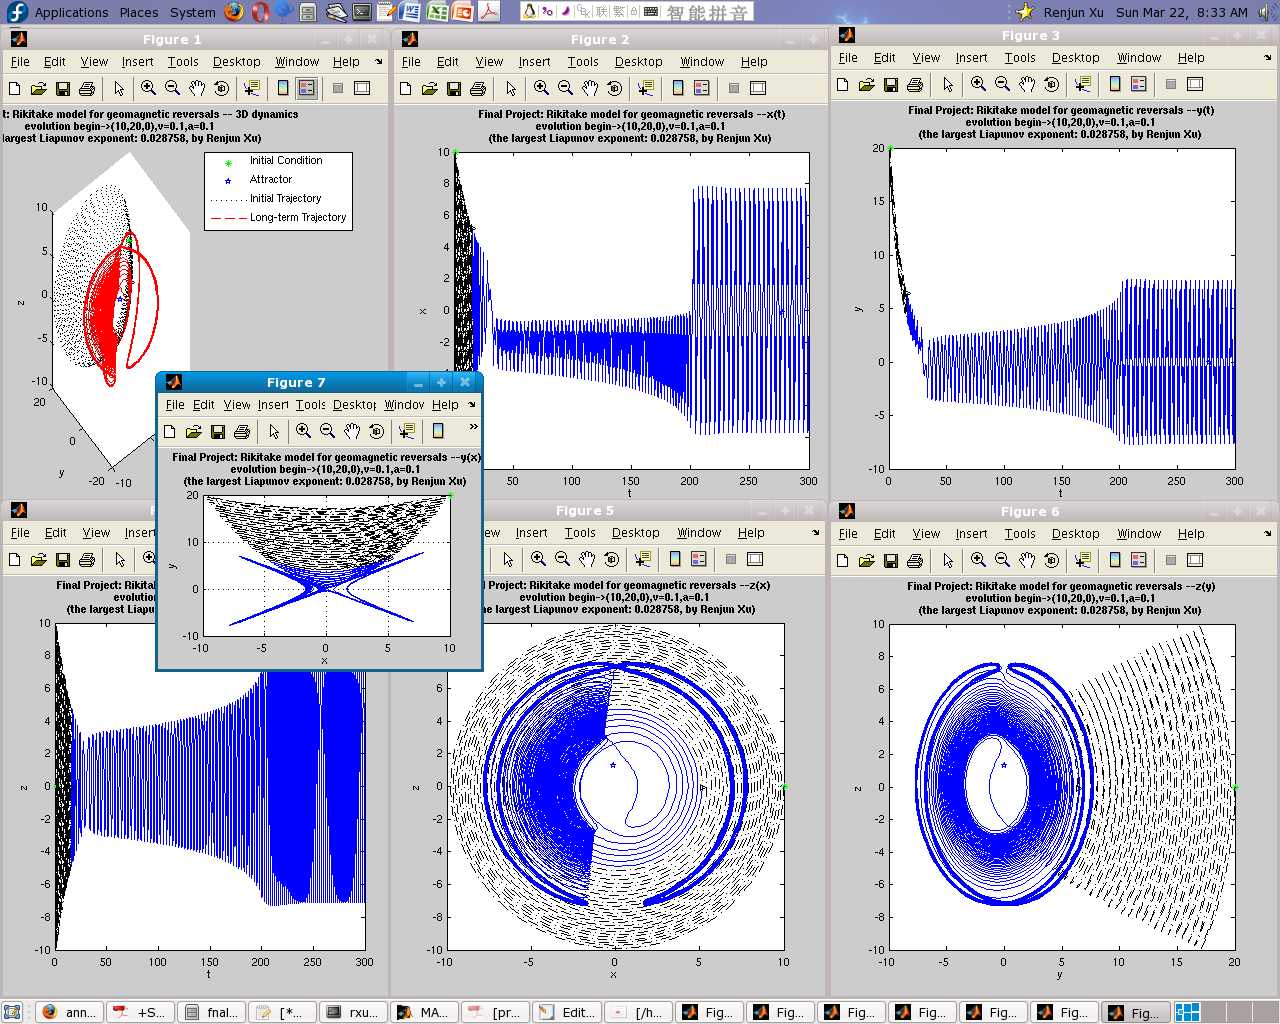 Applications Places System 智能拼音 Renjun Xu Sun Mar 22, 8:33 AM
Figure 1
File Edit View Insert Tools Desktop Window Help
t: Rikitake model for geomagnetic reversals -- 3D dynamics
evolution begin->(10,20,0),v=0.1,a=0.1
largest Liapunov exponent: 0.028758, by Renjun Xu)
Initial Condition
Attractor
Initial Trajectory
Long-term Trajectory
10
5
0
-5
-10
z
20
0
-20
y
-10
Figure 2
File Edit View Insert Tools Desktop Window Help
Final Project: Rikitake model for geomagnetic reversals --x(t)
evolution begin->(10,20,0),v=0.1,a=0.1
(the largest Liapunov exponent: 0.028758, by Renjun Xu)
10
8
6
4
2
0
-2
x
50 100 150 200 250 300
t
Figure 3
File Edit View Insert Tools Desktop Window Help
Final Project: Rikitake model for geomagnetic reversals --y(t)
evolution begin->(10,20,0),v=0.1,a=0.1
(the largest Liapunov exponent: 0.028758, by Renjun Xu)
20
15
10
5
0
-5
-10
y
0 50 100 150 200 250 300
t
Figure 7
File Edit View Insert Tools Desktop Window Help
Final Project: Rikitake model for geomagnetic reversals --y(x)
evolution begin->(10,20,0),v=0.1,a=0.1
(the largest Liapunov exponent: 0.028758, by Renjun Xu)
20
10
0
-10
y
-10 -5 0 5 10
x
File Edit View Insert
Final Project: Rikita
evolution
(the largest Liapu
10
8
6
4
2
0
-2
-4
-6
-8
-10
z
0 50 100 150 200 250 300
t
Figure 5
ew Insert Tools Desktop Window Help
l Project: Rikitake model for geomagnetic reversals --z(x)
evolution begin->(10,20,0),v=0.1,a=0.1
e largest Liapunov exponent: 0.028758, by Renjun Xu)
8
6
4
2
0
-2
-4
-6
-8
-10
z
-10 -5 0 5 10
x
Figure 6
File Edit View Insert Tools Desktop Window Help
Final Project: Rikitake model for geomagnetic reversals --z(y)
evolution begin->(10,20,0),v=0.1,a=0.1
(the largest Liapunov exponent: 0.028758, by Renjun Xu)
10
8
6
4
2
0
-2
-4
-6
-8
-10
z
-10 -5 0 5 10 15 20
y
ann... +S... fnal... [*... rxu... MA... [pr... Edit... [/h... Fig... Fig... Fig... Fig... Fig... Fig... Fig...